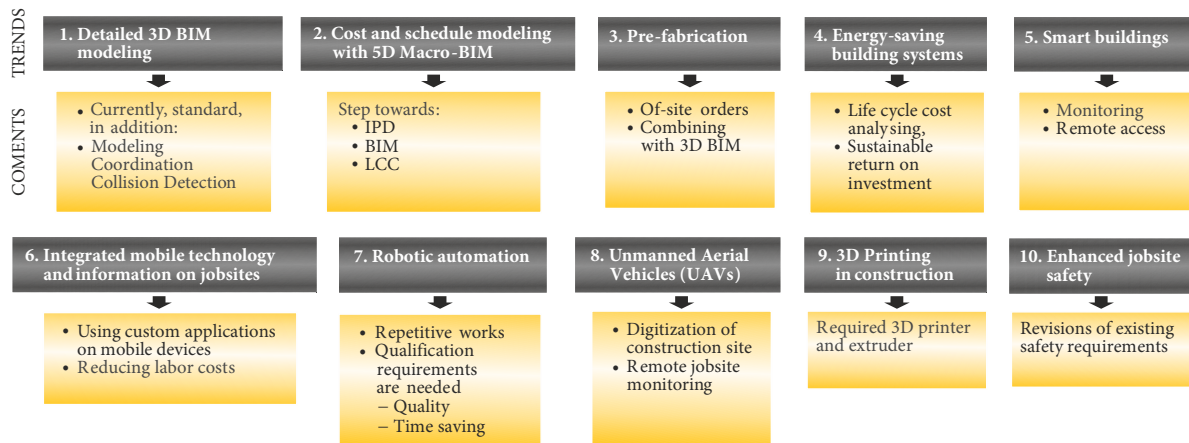 TRENDS
1. Detailed 3D BIM
modeling
2. Cost and schedule modeling
with 5D Macro-BIM
3. Pre-fabrication
4. Energy-saving
building systems
5. Smart buildings
COMENTS
• Currently, standard,
in addition:
• Modeling
Coordination
Collision Detection
Step towards:
• IPD
• BIM
• LCC
• Of-site orders
• Combining
with 3D BIM
• Life cycle cost
analysing,
• Sustainable
return on
investment
• Monitoring
• Remote access
6. Integrated mobile technology
and information on jobsites
7. Robotic automation
8. Unmanned Aerial
Vehicles (UAVs)
9. 3D Printing
in construction
10. Enhanced jobsite
safety
• Using custom applications
on mobile devices
• Reducing labor costs
• Repetitive works
• Qualification
requirements
are needed
– Quality
– Time saving
• Digitization of
construction site
• Remote jobsite
monitoring
Required 3D printer
and extruder
Revisions of existing
safety requirements